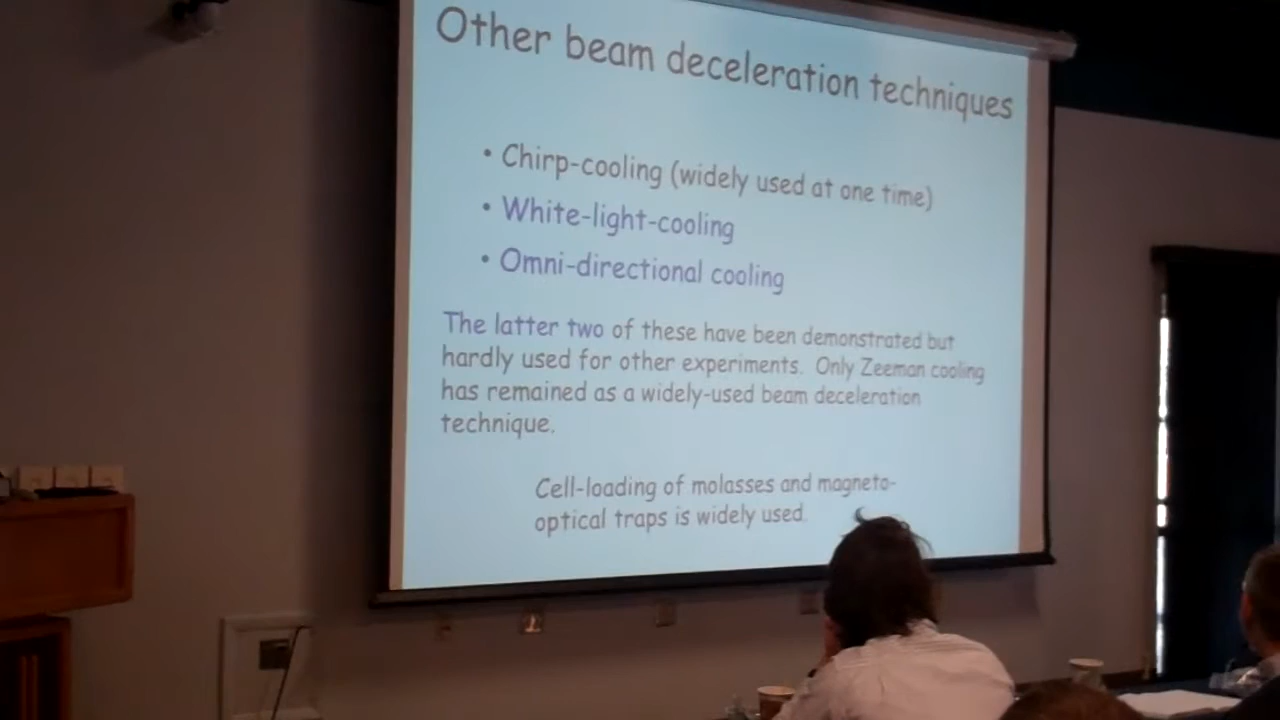 Other beam deceleration techniques
• Chirp-cooling (widely used at one time)
• White-light-cooling
• Omni-directional cooling
The latter two of these have been demonstrated but
hardly used for other experiments. Only Zeeman cooling
has remained as a widely-used beam deceleration
technique.
Cell-loading of molasses and magneto-
optical traps is widely used.